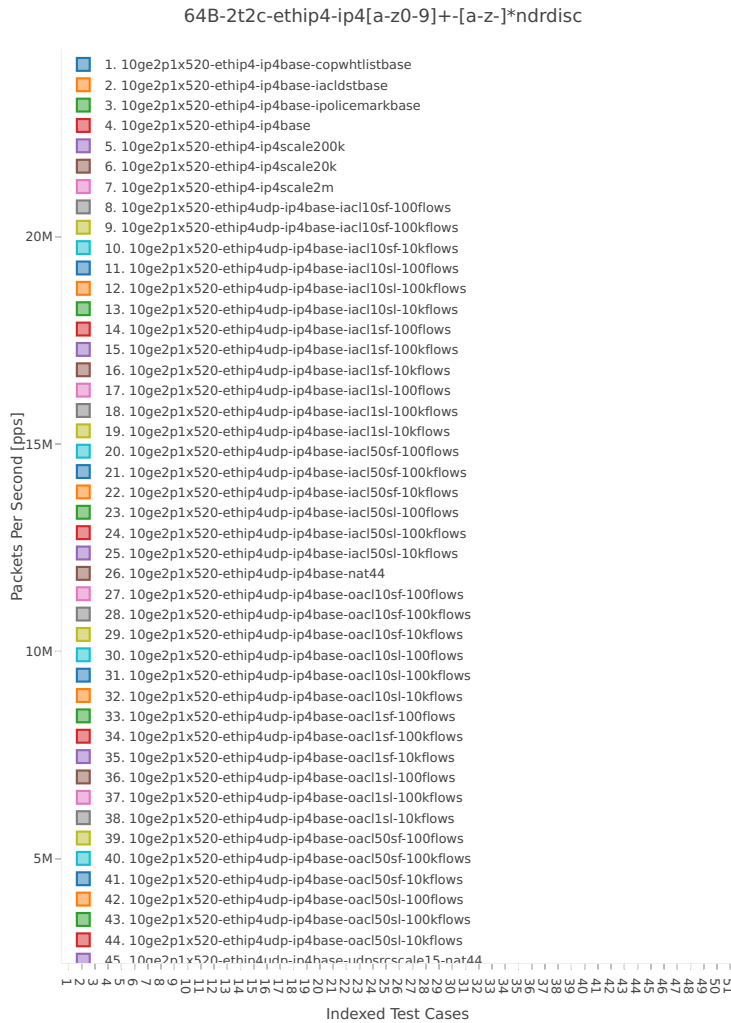 64B-2t2c-ethip4-ip4[a-z0-9]+-[a-z-]*ndrdisc
1. 10ge2p1x520-ethip4-ip4base-copwhtlistbase
2. 10ge2p1x520-ethip4-ip4base-iacldstbase
3. 10ge2p1x520-ethip4-ip4base-ipolicemarkbase
4. 10ge2p1x520-ethip4-ip4base
5. 10ge2p1x520-ethip4-ip4scale200k
6. 10ge2p1x520-ethip4-ip4scale20k
7. 10ge2p1x520-ethip4-ip4scale2m
8. 10ge2p1x520-ethip4udp-ip4base-iacl10sf-100flows
9. 10ge2p1x520-ethip4udp-ip4base-iacl10sf-100kflows
10. 10ge2p1x520-ethip4udp-ip4base-iacl10sf-10kflows
11. 10ge2p1x520-ethip4udp-ip4base-iacl10sl-100flows
12. 10ge2p1x520-ethip4udp-ip4base-iacl10sl-100kflows
13. 10ge2p1x520-ethip4udp-ip4base-iacl10sl-10kflows
14. 10ge2p1x520-ethip4udp-ip4base-iacl1sf-100flows
15. 10ge2p1x520-ethip4udp-ip4base-iacl1sf-100kflows
16. 10ge2p1x520-ethip4udp-ip4base-iacl1sf-10kflows
17. 10ge2p1x520-ethip4udp-ip4base-iacl1sl-100flows
18. 10ge2p1x520-ethip4udp-ip4base-iacl1sl-100kflows
19. 10ge2p1x520-ethip4udp-ip4base-iacl1sl-10kflows
20. 10ge2p1x520-ethip4udp-ip4base-iacl50sf-100flows
21. 10ge2p1x520-ethip4udp-ip4base-iacl50sf-100kflows
22. 10ge2p1x520-ethip4udp-ip4base-iacl50sf-10kflows
23. 10ge2p1x520-ethip4udp-ip4base-iacl50sl-100flows
24. 10ge2p1x520-ethip4udp-ip4base-iacl50sl-100kflows
25. 10ge2p1x520-ethip4udp-ip4base-iacl50sl-10kflows
26. 10ge2p1x520-ethip4udp-ip4base-nat44
27. 10ge2p1x520-ethip4udp-ip4base-oacl10sf-100flows
28. 10ge2p1x520-ethip4udp-ip4base-oacl10sf-100kflows
29. 10ge2p1x520-ethip4udp-ip4base-oacl10sf-10kflows
30. 10ge2p1x520-ethip4udp-ip4base-oacl10sl-100flows
31. 10ge2p1x520-ethip4udp-ip4base-oacl10sl-100kflows
32. 10ge2p1x520-ethip4udp-ip4base-oacl10sl-10kflows
33. 10ge2p1x520-ethip4udp-ip4base-oacl1sf-100flows
34. 10ge2p1x520-ethip4udp-ip4base-oacl1sf-100kflows
35. 10ge2p1x520-ethip4udp-ip4base-oacl1sf-10kflows
36. 10ge2p1x520-ethip4udp-ip4base-oacl1sl-100flows
37. 10ge2p1x520-ethip4udp-ip4base-oacl1sl-100kflows
38. 10ge2p1x520-ethip4udp-ip4base-oacl1sl-10kflows
39. 10ge2p1x520-ethip4udp-ip4base-oacl50sf-100flows
40. 10ge2p1x520-ethip4udp-ip4base-oacl50sf-100kflows
41. 10ge2p1x520-ethip4udp-ip4base-oacl50sf-10kflows
42. 10ge2p1x520-ethip4udp-ip4base-oacl50sl-100flows
43. 10ge2p1x520-ethip4udp-ip4base-oacl50sl-100kflows
44. 10ge2p1x520-ethip4udp-ip4base-oacl50sl-10kflows
45. 10ge2p1x520-ethip4udp-ip4base-udpsrcscale15-nat44
20M
15M
10M
5M
Packets Per Second [pps]
1 2 3 4 5 6 7 8 9 10 11 12 13 14 15 16 17 18 19 20 21 22 23 24 25 26 27 28 29 30 31 32 33 34 35 36 37 38 39 40 41 42 43 44 45 46 47 48 49 50 51
Indexed Test Cases